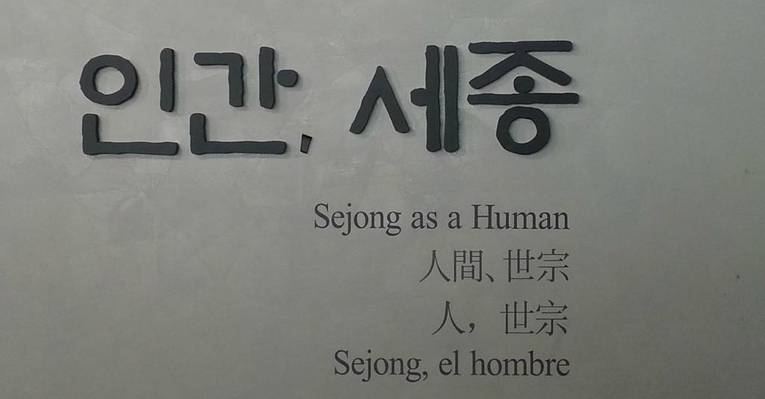 인간, 세종
Sejong as a Human
人間、世宗
人，世宗
Sejong, el hombre